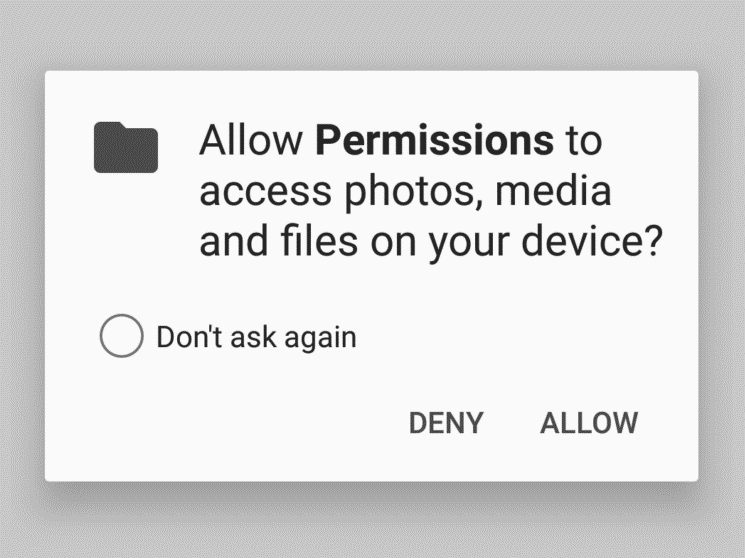 Allow Permissions to
access photos, media
and files on your device?
Don't ask again
DENY ALLOW